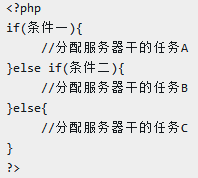 <?php
if(条件一){
    //分配服务器干的任务A
}else if(条件二){
    //分配服务器干的任务B
}else{
    //分配服务器干的任务C
}
?>